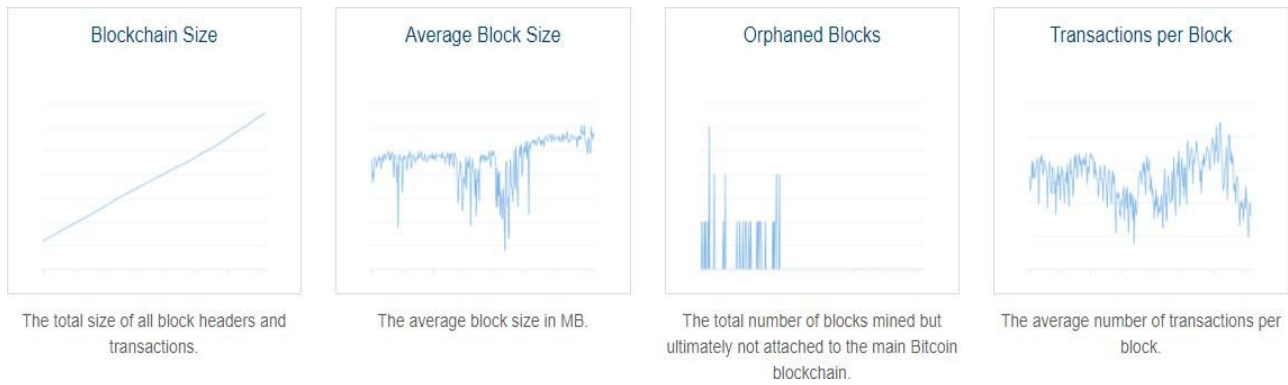 Blockchain Size
Average Block Size
Orphaned Blocks
Transactions per Block
The total size of all block headers and
transactions.
The average block size in MB.
The total number of blocks mined but
ultimately not attached to the main Bitcoin
blockchain.
The average number of transactions per
block.